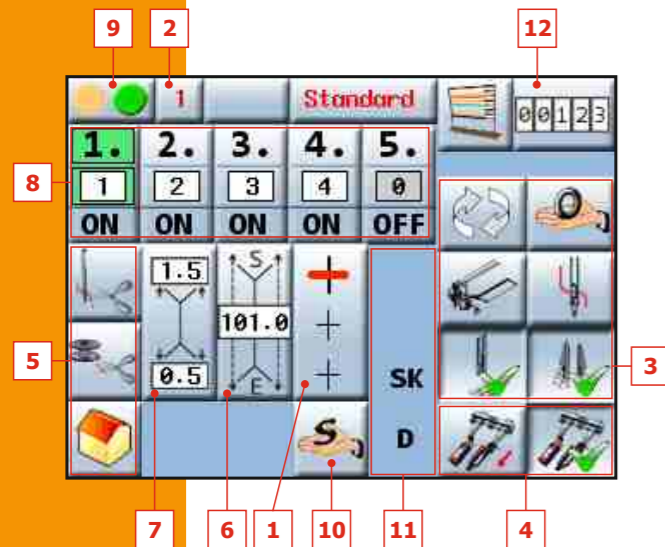 9 2 12
1 Standard
00123
1. 2. 3. 4. 5.
8
1 2 3 4 0
ON ON ON ON OFF
1.5 S
101.0
5
3
0.5 E SK
S D
7 6 1 10 11 4